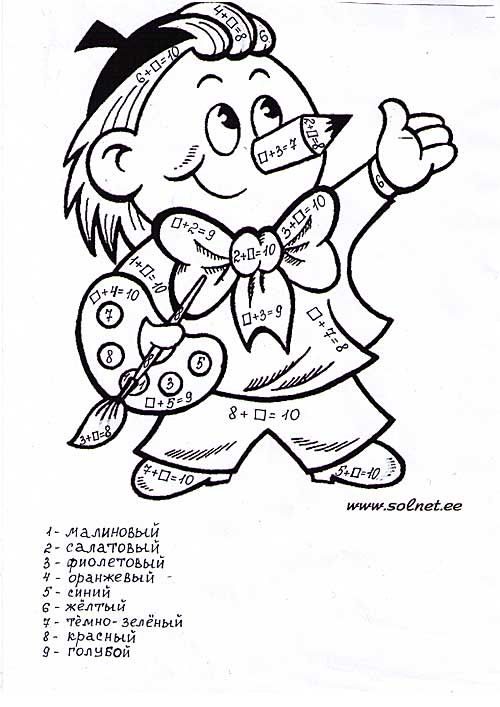 4+□=8
6
6+□=10
2+□=8
□+3=7
□+2=9
3+□=10
2+□=10
1+□=10
□+4=10
7
□+3=9
□+7=8
8
5
1
3
□+5=9
8+□=10
3+□=8
7+□=10
5+□=10
www.solnet.ee
1- малиновый
2- салатовый
3- фиолетовый
4- оранжевый
5- синий
6- жёлтый
7- тёмно-зелёный
8- красный
9- голубой